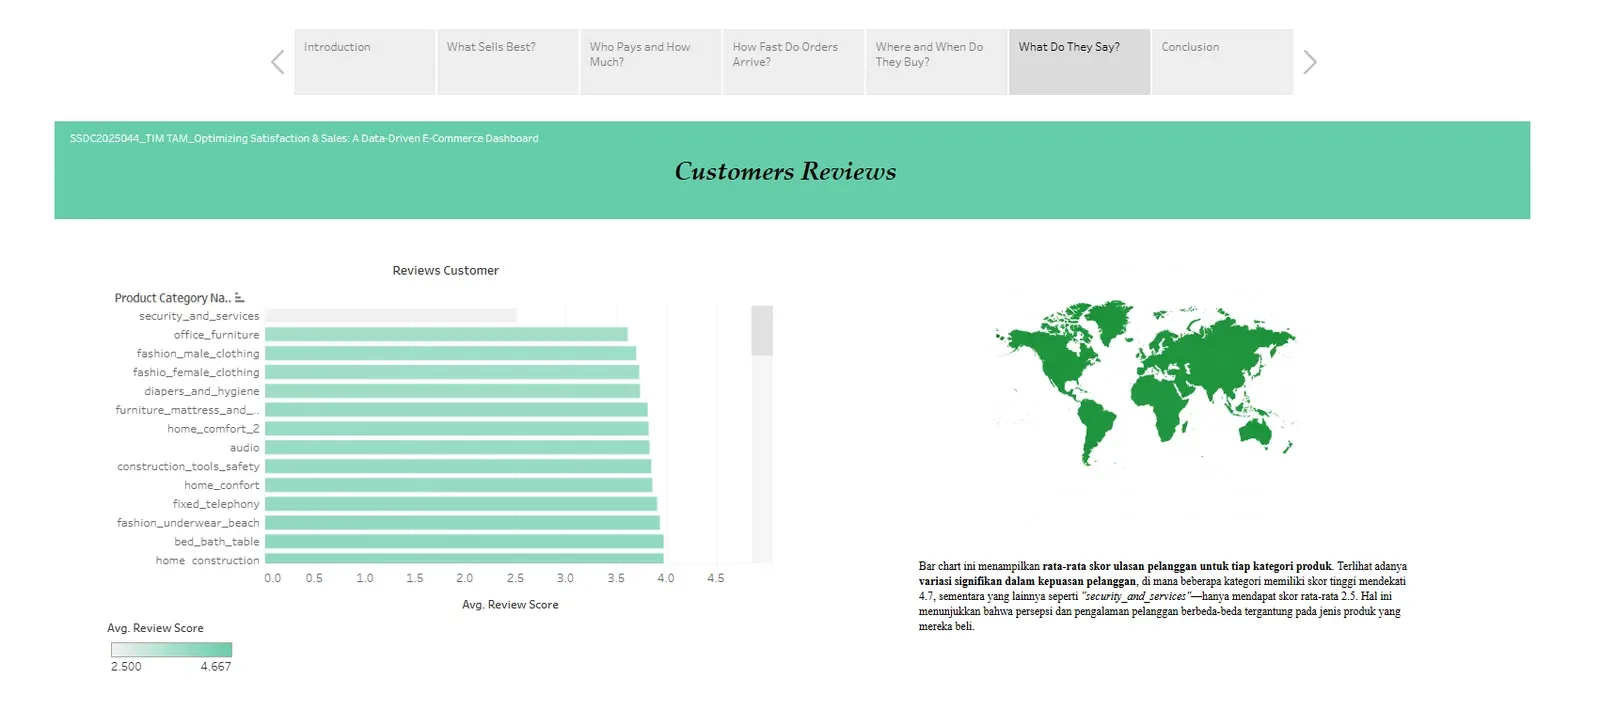 Introduction
What Sells Best?
Who Pays and How
Much?
How Fast Do Orders
Arrive?
Where and When Do
They Buy?
What Do They Say?
Conclusion
SSDC2025044_TIM TAM_Optimizing Satisfaction & Sales: A Data-Driven E-Commerce Dashboard
Customers Reviews
Reviews Customer
Product Category Na..
security_and_services
office_furniture
fashion_male_clothing
fashio_female_clothing
diapers_and_hygiene
furniture_mattress_and_..
home_comfort_2
audio
construction_tools_safety
home_confort
fixed_telephony
fashion_underwear_beach
bed_bath_table
home_construction
0.0 0.5 1.0 1.5 2.0 2.5 3.0 3.5 4.0 4.5
Avg. Review Score
Avg. Review Score
2.500 4.667
Bar chart ini menampilkan rata-rata skor ulasan pelanggan untuk tiap kategori produk. Terlihat adanya
variasi signifikan dalam kepuasan pelanggan, di mana beberapa kategori memiliki skor tinggi mendekati
4.7, sementara yang lainnya seperti "security_and_services"—hanya mendapat skor rata-rata 2.5. Hal ini
menunjukkan bahwa persepsi dan pengalaman pelanggan berbeda-beda tergantung pada jenis produk yang
mereka beli.